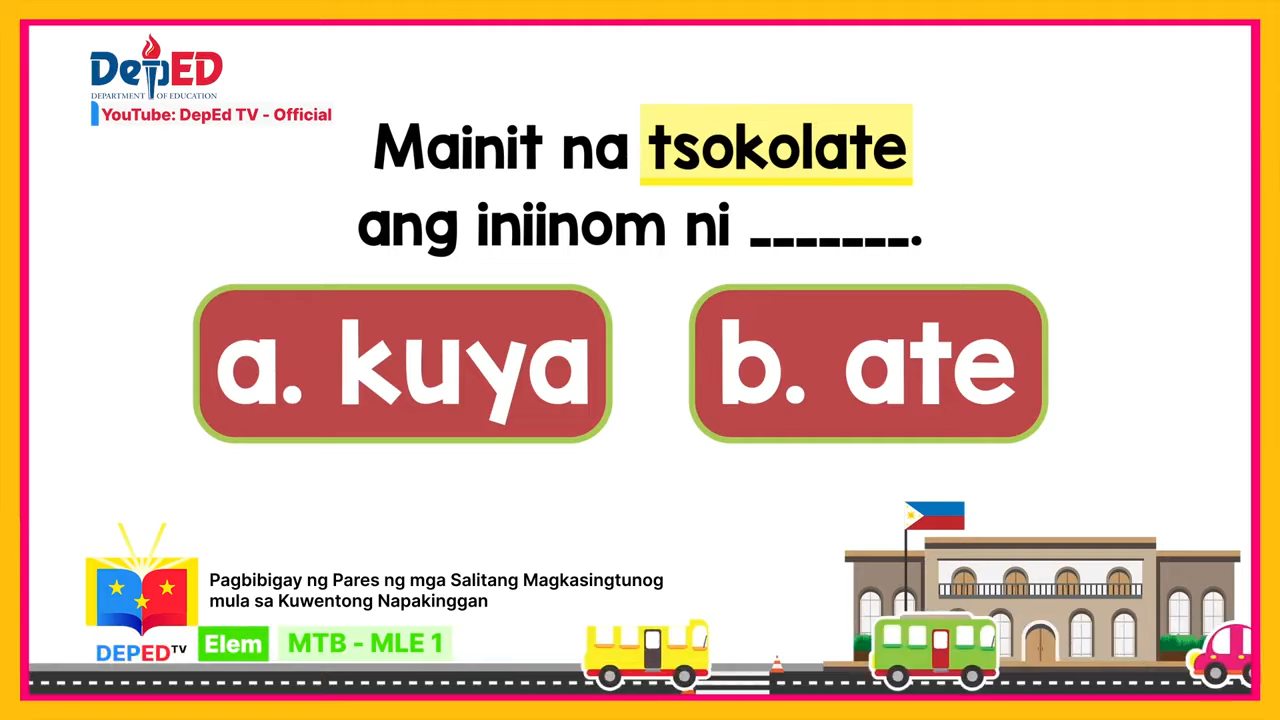 DepED
DEPARTMENT OF EDUCATION
YouTube: DepEd TV - Official
Mainit na tsokolate
ang iniinom ni _______.
a. kuya
b. ate
Pagbibigay ng Pares ng mga Salitang Magkasingtunog
mula sa Kuwentong Napakinggan
DEPED TV
Elem
MTB - MLE 1